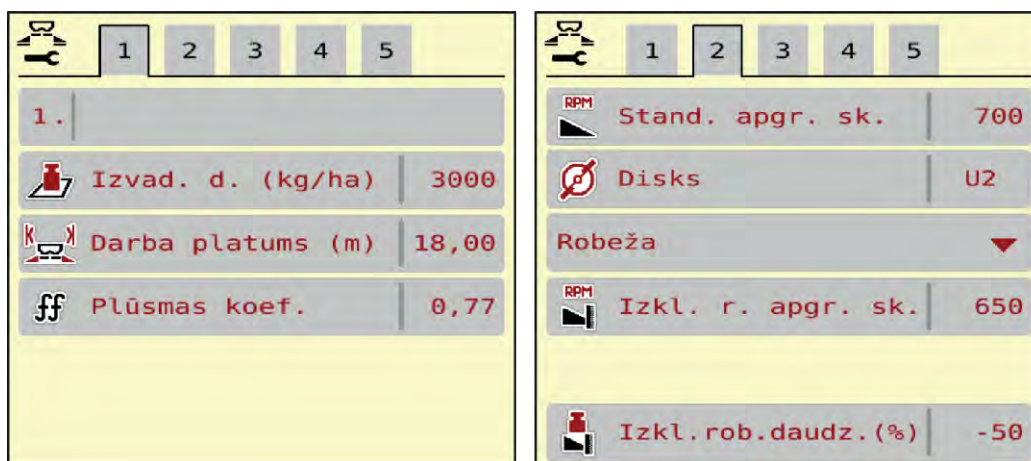 1 2 3 4 5
1.
Izvad. d. (kg/ha) 3000
Darba platums (m) 18,00
Plūsmas koef. 0,77
1 2 3 4 5
RPM Stand. apgr. sk. 700
Disks U2
Robeža
RPM Izkl. r. apgr. sk. 650
Izkl.rob.daudz.(%) -50